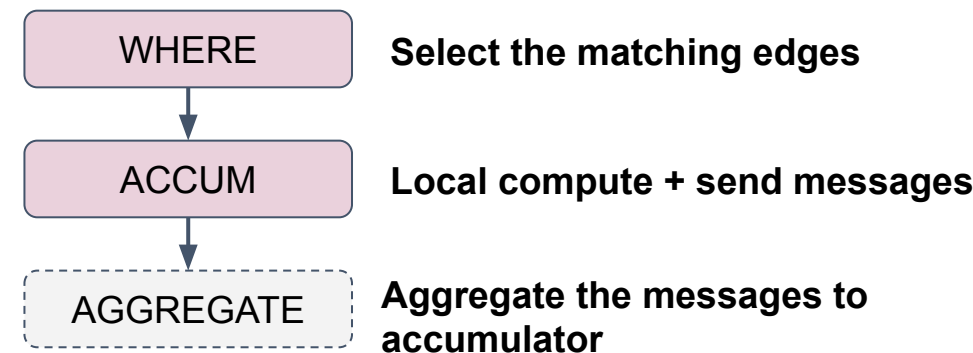 WHERE
Select the matching edges
ACCUM
Local compute + send messages
AGGREGATE
Aggregate the messages to
accumulator